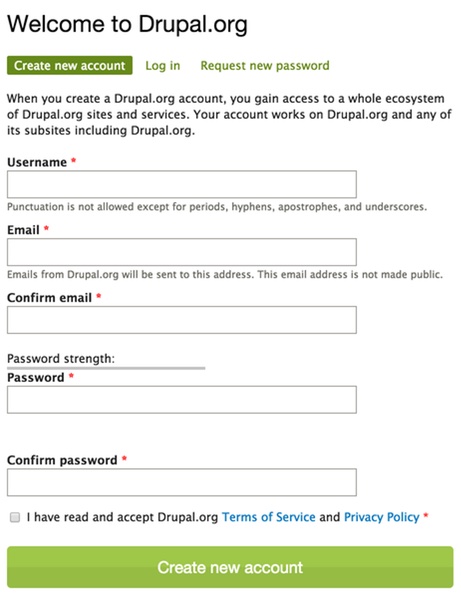 Welcome to Drupal.org
Create new account Log in Request new password
When you create a Drupal.org account, you gain access to a whole ecosystem
of Drupal.org sites and services. Your account works on Drupal.org and any of
its subsites including Drupal.org.
Username *
Punctuation is not allowed except for periods, hyphens, apostrophes, and underscores.
Email *
Emails from Drupal.org will be sent to this address. This email address is not made public.
Confirm email *
Password strength:
Password *
Confirm password *
I have read and accept Drupal.org Terms of Service and Privacy Policy *
Create new account